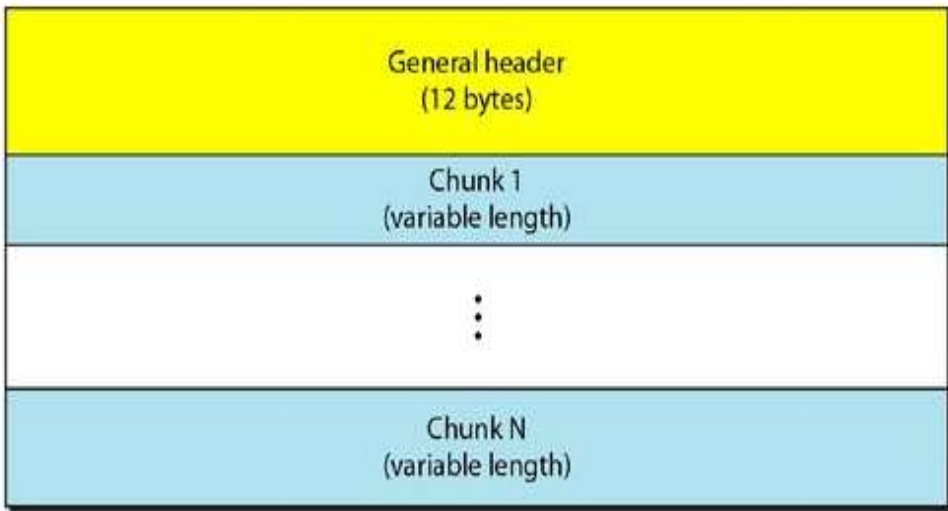 General header
(12 bytes)
Chunk 1
(variable length)
Chunk N
(variable length)